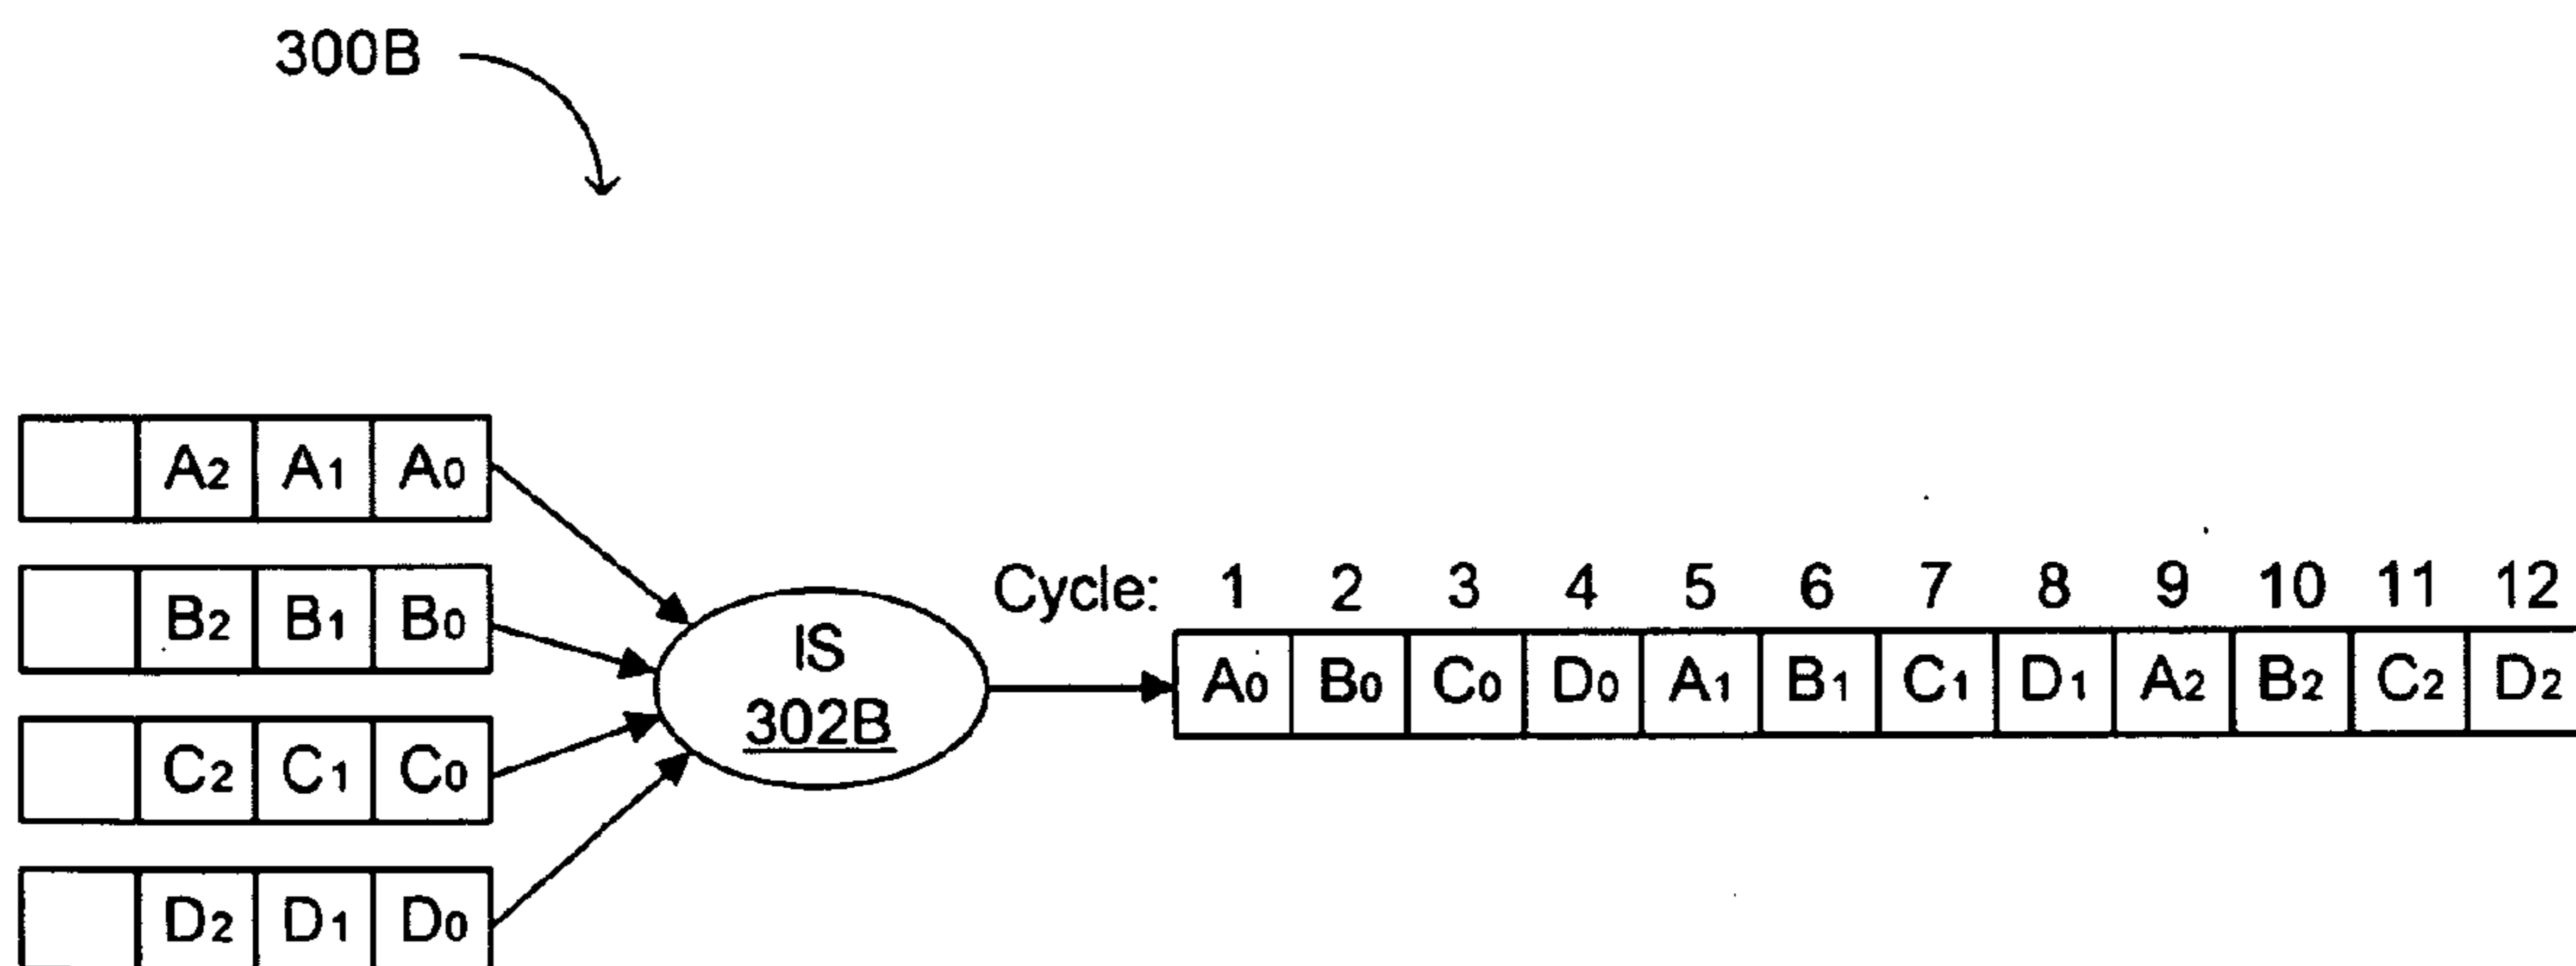 300B
A2 A1 A0
B2 B1 B0
C2 C1 C0
D2 D1 D0
IS
302B
Cycle: 1 2 3 4 5 6 7 8 9 10 11 12
A0 B0 C0 D0 A1 B1 C1 D1 A2 B2 C2 D2